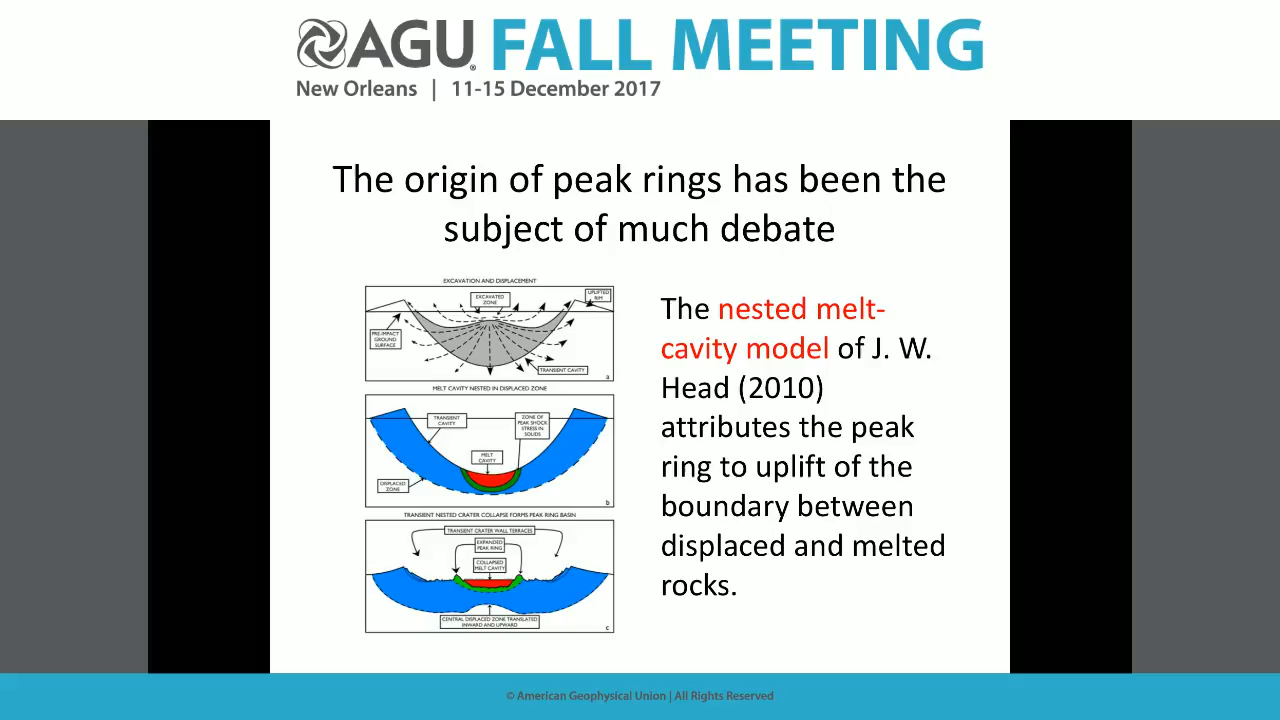 AGU FALL MEETING
New Orleans | 11-15 December 2017
The origin of peak rings has been the
subject of much debate
EXCAVATION AND DISPLACEMENT
EXCAVATED
ZONE
UPLIFTED
RIM
PRE-IMPACT
GROUND
SURFACE
TRANSIENT CAVITY
a
MELT CAVITY NESTED IN DISPLACED ZONE
TRANSIENT
CAVITY
ZONE OF
PEAK SHOCK
STRESS IN
SOLIDS
MELT
CAVITY
DISPLACED
ZONE
b
TRANSIENT NESTED CRATER COLLAPSE FORMS PEAK RING BASIN
TRANSIENT CRATER WALL TERRACES
EXPANDED
PEAK RING
COLLAPSED
MELT CAVITY
CENTRAL DISPLACED ZONE TRANSLATED
INWARD AND UPWARD
c
The nested melt-
cavity model of J. W.
Head (2010)
attributes the peak
ring to uplift of the
boundary between
displaced and melted
rocks.
© American Geophysical Union | All Rights Reserved